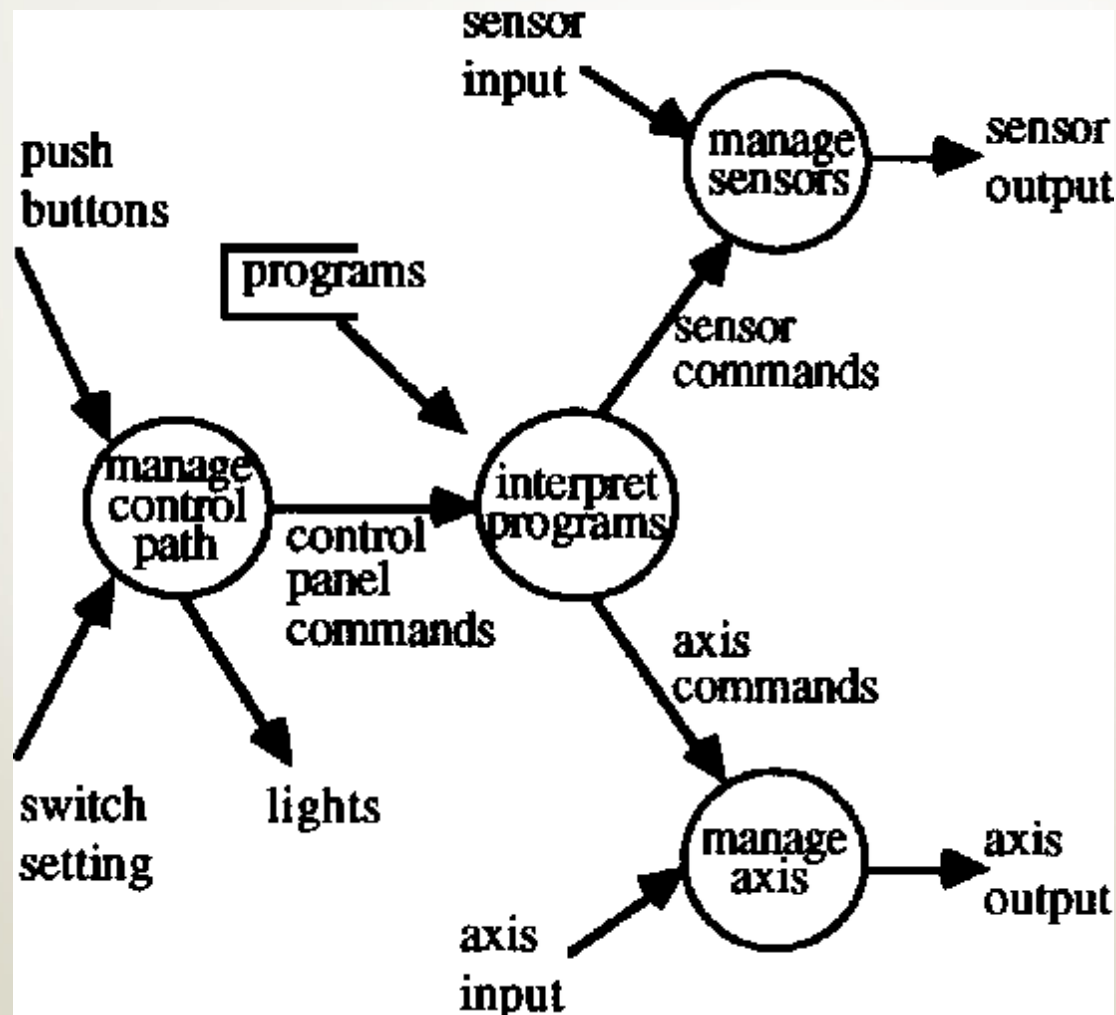 sensor
input
manage
sensors
sensor
output
push
buttons
programs
sensor
commands
manage
control
path
control
panel
commands
interpret
programs
axis
commands
switch
setting
lights
manage
axis
axis
output
axis
input